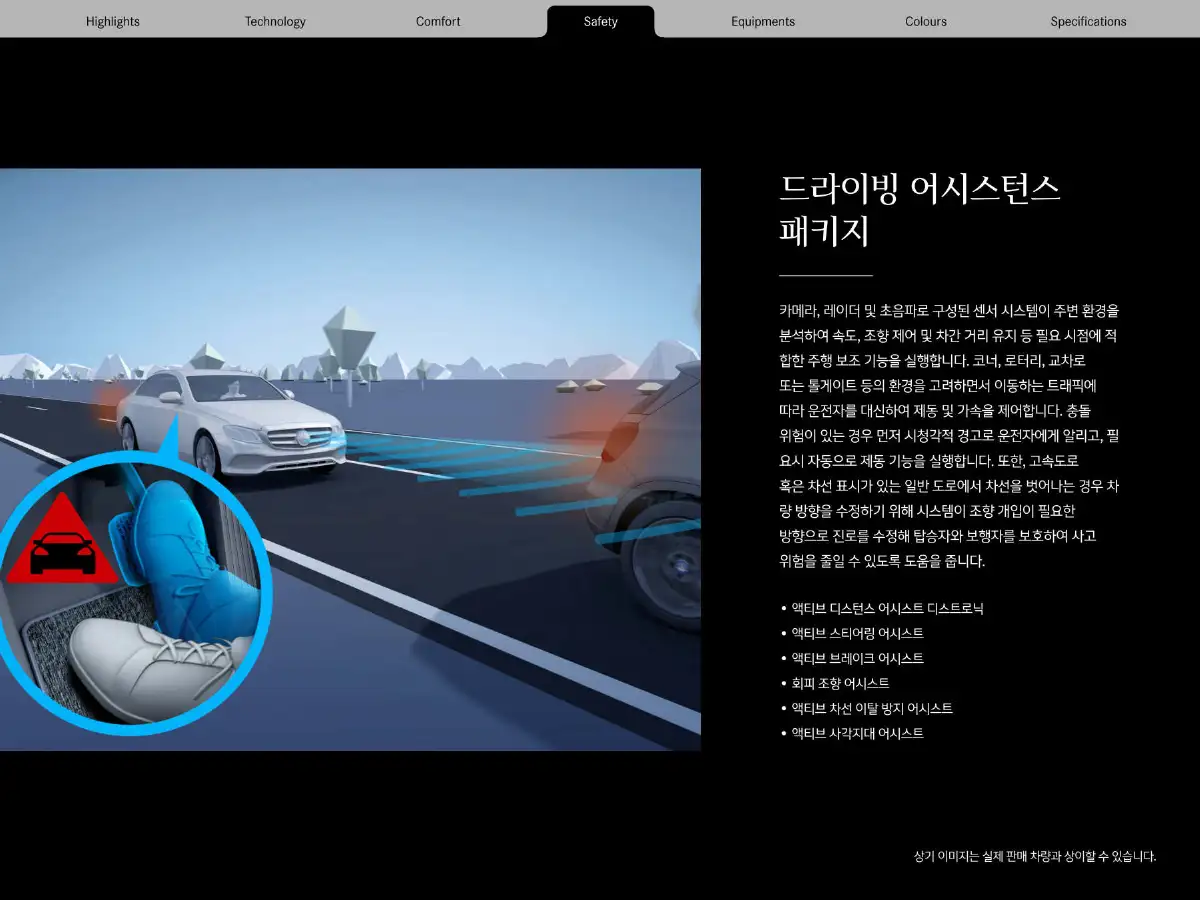 Highlights
Technology
Comfort
Safety
Equipments
Colours
Specifications
드라이빙 어시스턴스
패키지
카메라, 레이더 및 초음파로 구성된 센서 시스템이 주변 환경을
분석하여 속도, 조향 제어 및 차간 거리 유지 등 필요 시점에 적
합한 주행 보조 기능을 실행합니다. 코너, 로터리, 교차로
또는 톨게이트 등의 환경을 고려하면서 이동하는 트래픽에
따라 운전자를 대신하여 제동 및 가속을 제어합니다. 충돌
위험이 있는 경우 먼저 시청각적 경고로 운전자에게 알리고, 필
요시 자동으로 제동 기능을 실행합니다. 또한, 고속도로
혹은 차선 표시가 있는 일반 도로에서 차선을 벗어나는 경우 차
량 방향을 수정하기 위해 시스템이 조향 개입이 필요한
방향으로 진로를 수정해 탑승자와 보행자를 보호하여 사고
위험을 줄일 수 있도록 도움을 줍니다.
• 액티브 디스턴스 어시스트 디스트로닉
• 액티브 스티어링 어시스트
• 액티브 브레이크 어시스트
• 회피 조향 어시스트
• 액티브 차선 이탈 방지 어시스트
• 액티브 사각지대 어시스트
상기 이미지는 실제 판매 차량과 상이할 수 있습니다.